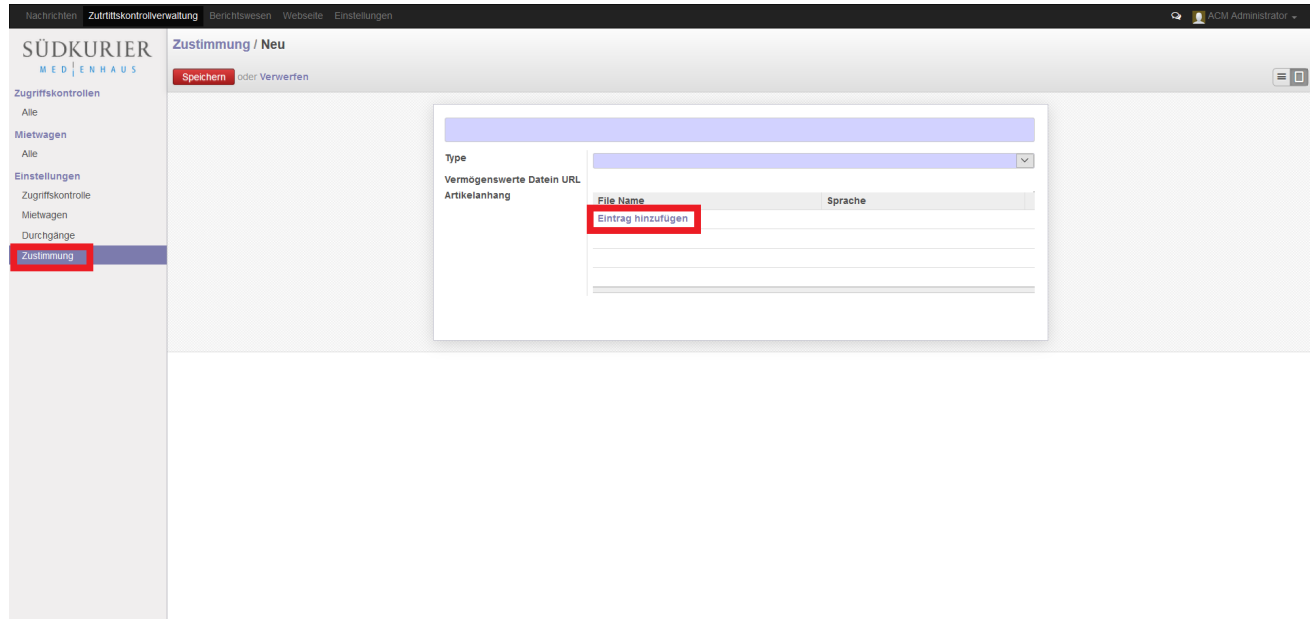 Nachrichten Zutrtittskontrollverwaltung Berichtswesen Webseite Einstellungen ACM Administrator
SÜDKURIER
MEDIENHAUS
Zugriffskontrollen
Alle
Mietwagen
Alle
Einstellungen
Zugriffskontrolle
Mietwagen
Durchgänge
Zustimmung
Zustimmung / Neu
Speichern oder Verwerfen
Type
Vermögenswerte Datein URL
Artikelanhang
File Name Sprache
Eintrag hinzufügen